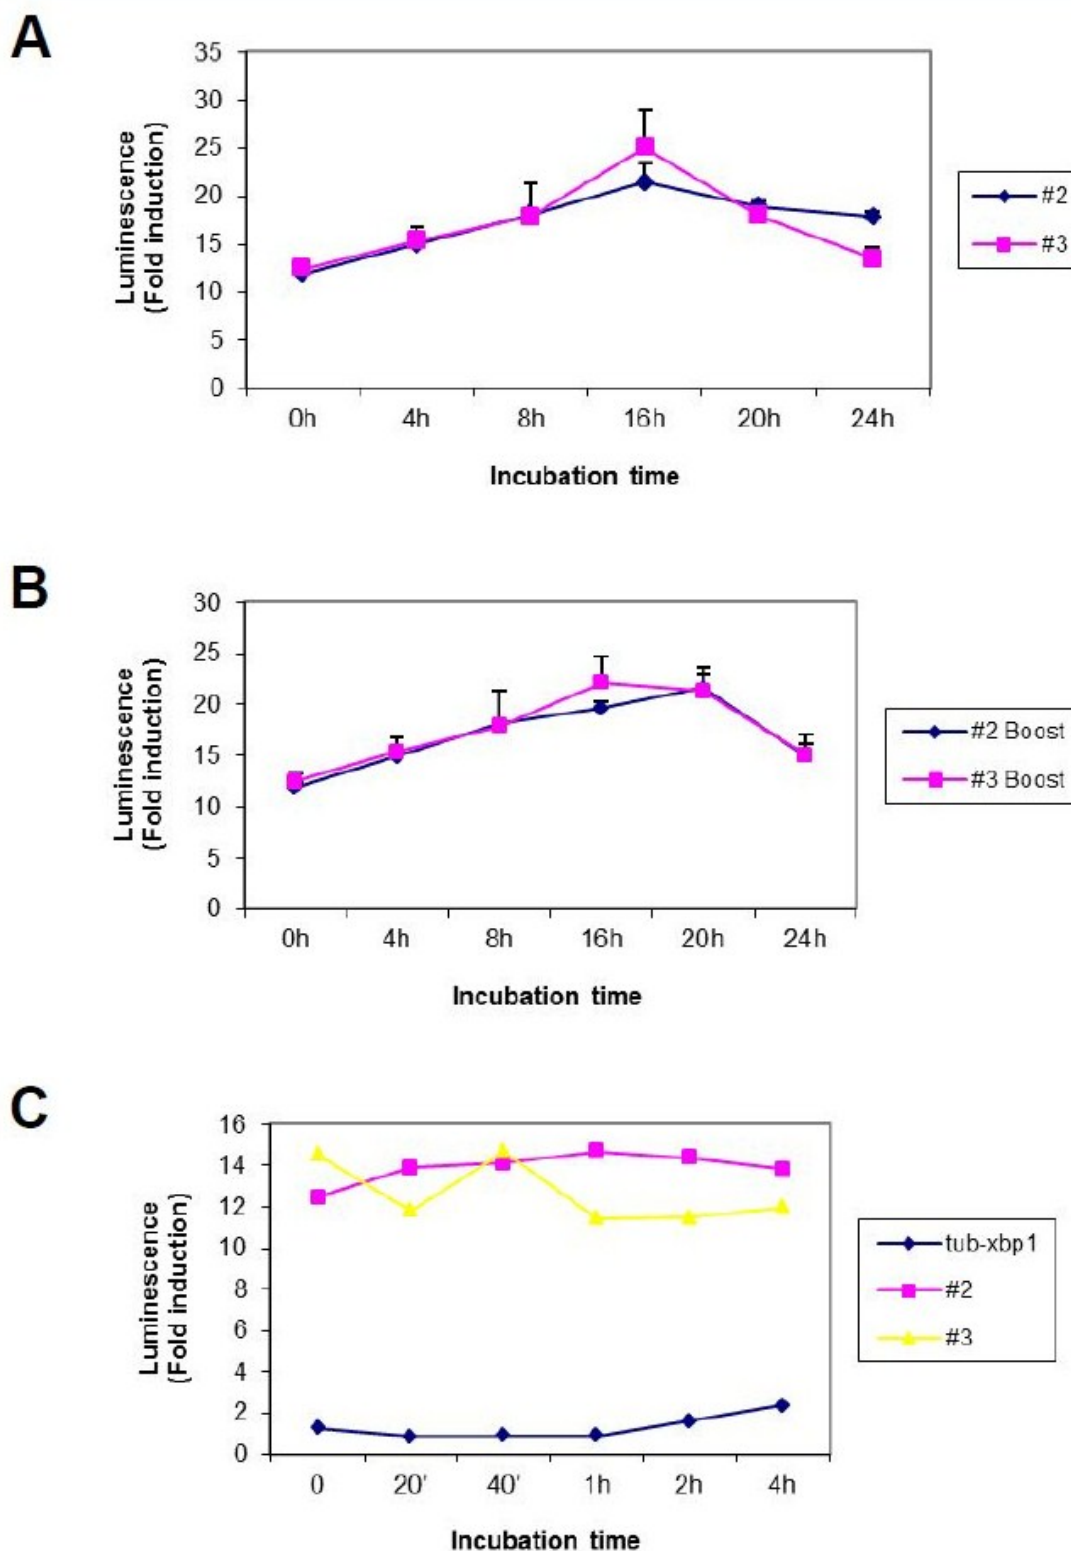 A
Luminescence
(Fold induction)
35
30
25
20
15
10
5
0
0h 4h 8h 16h 20h 24h
Incubation time
#2
#3
B
Luminescence
(Fold induction)
30
25
20
15
10
5
0
0h 4h 8h 16h 20h 24h
Incubation time
#2 Boost
#3 Boost
C
Luminescence
(Fold induction)
16
14
12
10
8
6
4
2
0
0 20' 40' 1h 2h 4h
Incubation time
tub-xbp1
#2
#3